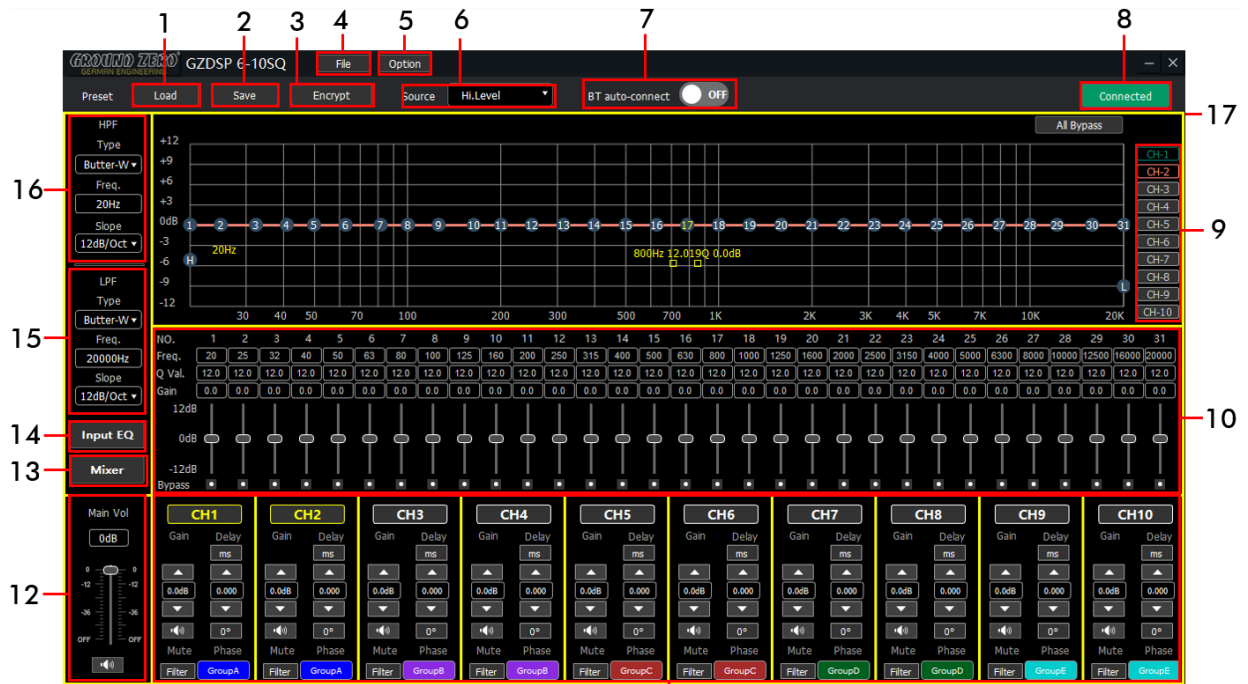 1 2 3 4 5 6 7 8
GROUND ZERO GZDSP 6-10SQ File Option
GERMAN ENGINEERING
Preset Load Save Encrypt Source Hi.Level BT auto-connect OFF Connected
17
HPF All Bypass
Type +12 CH-1
Butter-W +9 CH-2
16 Freq. +6 CH-3
20Hz +3 CH-4
Slope 0dB 1 2 3 4 5 6 7 8 9 10 11 12 13 14 15 16 17 18 19 20 21 22 23 24 25 26 27 28 29 30 31 CH-5 9
12dB/Oct -3 20Hz 800Hz 12.019Q 0.0dB CH-6
-6 H CH-7
LPF -9 L CH-8
Type -12 CH-9
Butter-W 30 40 50 70 100 200 300 500 700 1K 2K 3K 4K 5K 7K 10K 20K CH-10
15 Freq. NO. 1 2 3 4 5 6 7 8 9 10 11 12 13 14 15 16 17 18 19 20 21 22 23 24 25 26 27 28 29 30 31
20000Hz Freq. 20 25 32 40 50 63 80 100 125 160 200 250 315 400 500 630 800 1000 1250 1600 2000 2500 3150 4000 5000 6300 8000 10000 12500 16000 20000
Slope Q Val. 12.0 12.0 12.0 12.0 12.0 12.0 12.0 12.0 12.0 12.0 12.0 12.0 12.0 12.0 12.0 12.0 12.0 12.0 12.0 12.0 12.0 12.0 12.0 12.0 12.0 12.0 12.0 12.0 12.0 12.0 12.0
12dB/Oct Gain 0.0 0.0 0.0 0.0 0.0 0.0 0.0 0.0 0.0 0.0 0.0 0.0 0.0 0.0 0.0 0.0 0.0 0.0 0.0 0.0 0.0 0.0 0.0 0.0 0.0 0.0 0.0 0.0 0.0 0.0 0.0
12dB
10
14 Input EQ 0dB
13 Mixer -12dB
Bypass
Main Vol CH1 CH2 CH3 CH4 CH5 CH6 CH7 CH8 CH9 CH10
0dB Gain Delay Gain Delay Gain Delay Gain Delay Gain Delay Gain Delay Gain Delay Gain Delay Gain Delay Gain Delay
ms ms ms ms ms ms ms ms ms ms
0 0
12 -12 -12 0.0dB 0.000 0.0dB 0.000 0.0dB 0.000 0.0dB 0.000 0.0dB 0.000 0.0dB 0.000 0.0dB 0.000 0.0dB 0.000 0.0dB 0.000 0.0dB 0.000
-36 -36
OFF OFF 0° 0° 0° 0° 0° 0° 0° 0° 0° 0°
Mute Phase Mute Phase Mute Phase Mute Phase Mute Phase Mute Phase Mute Phase Mute Phase Mute Phase Mute Phase
Filter GroupA Filter GroupA Filter GroupB Filter GroupB Filter GroupC Filter GroupC Filter GroupD Filter GroupD Filter GroupE Filter GroupE